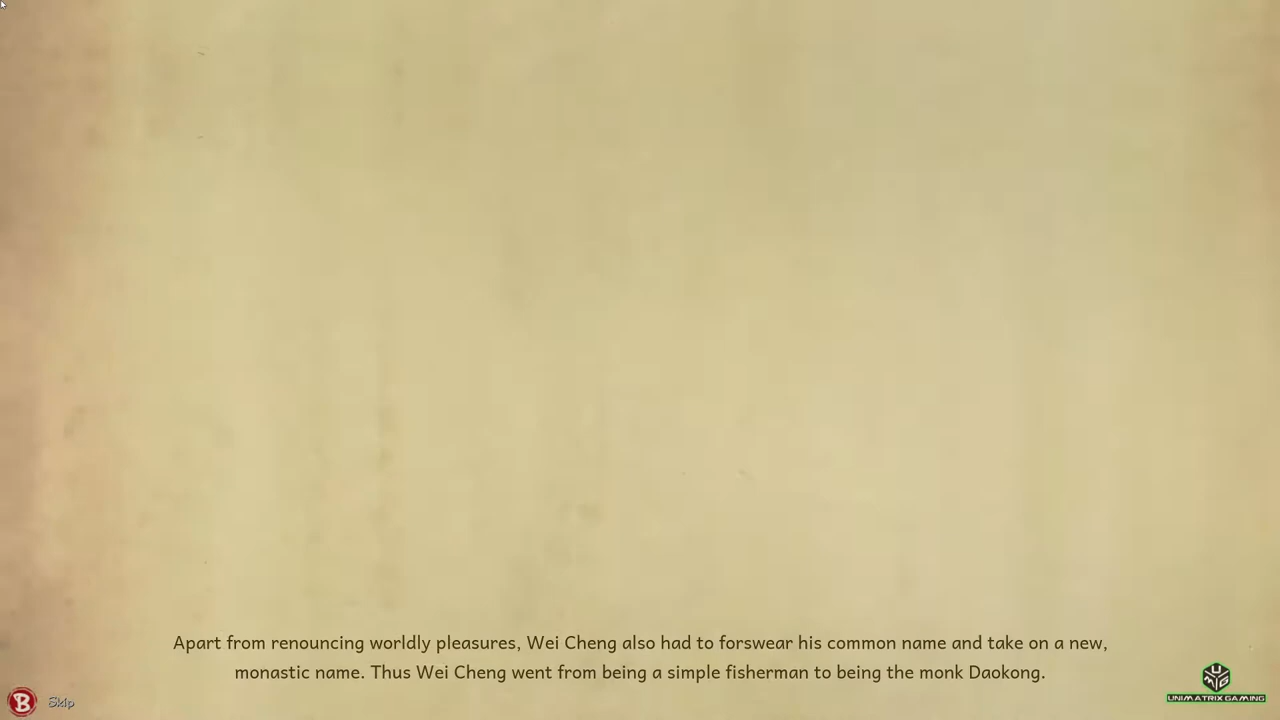 Apart from renouncing worldly pleasures, Wei Cheng also had to forswear his common name and take on a new,
monastic name. Thus Wei Cheng went from being a simple fisherman to being the monk Daokong.
B Skip
UMG
UNIMATRIX GAMING